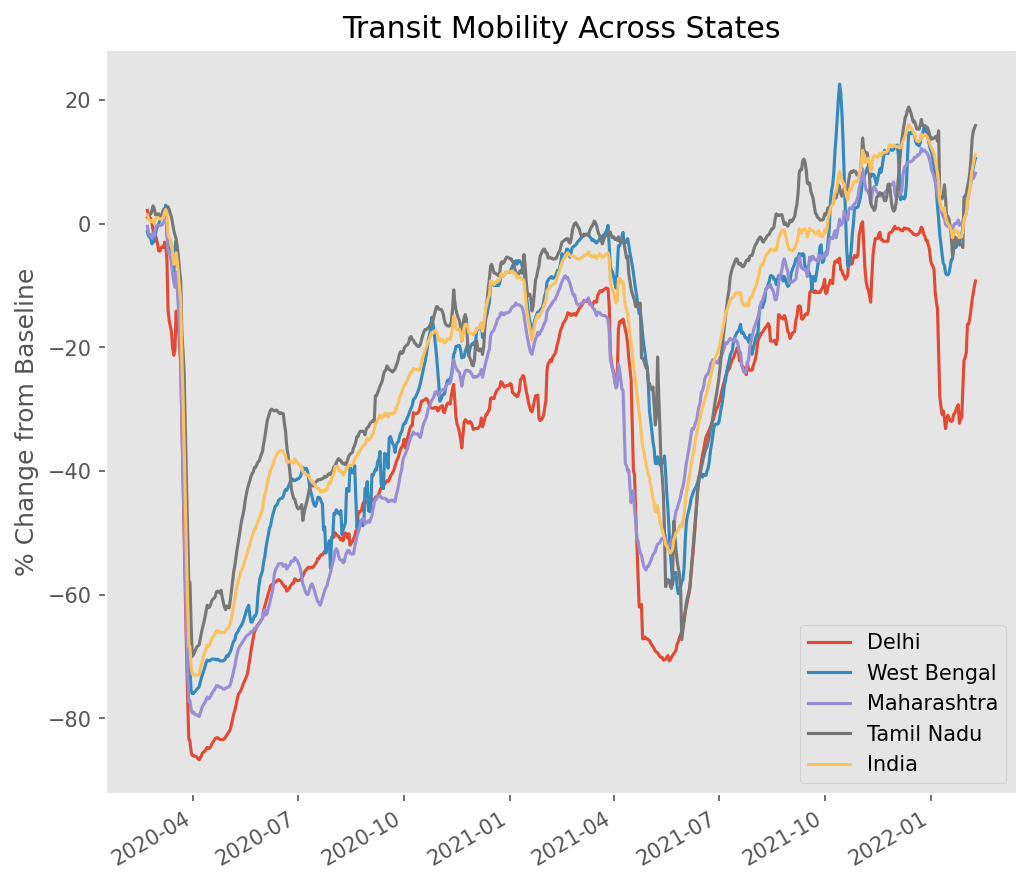 Transit Mobility Across States
% Change from Baseline
20
0
−20
−40
−60
−80
2020-04
2020-07
2020-10
2021-01
2021-04
2021-07
2021-10
2022-01
Delhi
West Bengal
Maharashtra
Tamil Nadu
India